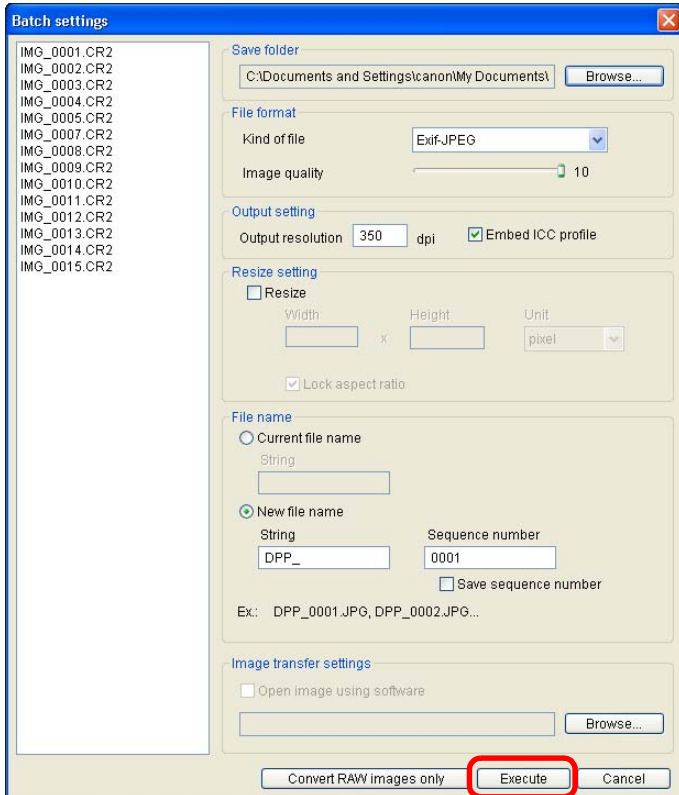 Batch settings
IMG_0001.CR2
IMG_0002.CR2
IMG_0003.CR2
IMG_0004.CR2
IMG_0005.CR2
IMG_0007.CR2
IMG_0008.CR2
IMG_0009.CR2
IMG_0010.CR2
IMG_0011.CR2
IMG_0012.CR2
IMG_0013.CR2
IMG_0014.CR2
IMG_0015.CR2
Save folder
C:\Documents and Settings\canon\My Documents\ Browse...
File format
Kind of file Exif-JPEG
Image quality 10
Output setting
Output resolution 350 dpi Embed ICC profile
Resize setting
Resize
Width Height Unit
x pixel
Lock aspect ratio
File name
Current file name
String
New file name
String Sequence number
DPP_ 0001
Save sequence number
Ex.: DPP_0001.JPG, DPP_0002.JPG...
Image transfer settings
Open image using software
Browse...
Convert RAW images only Execute Cancel